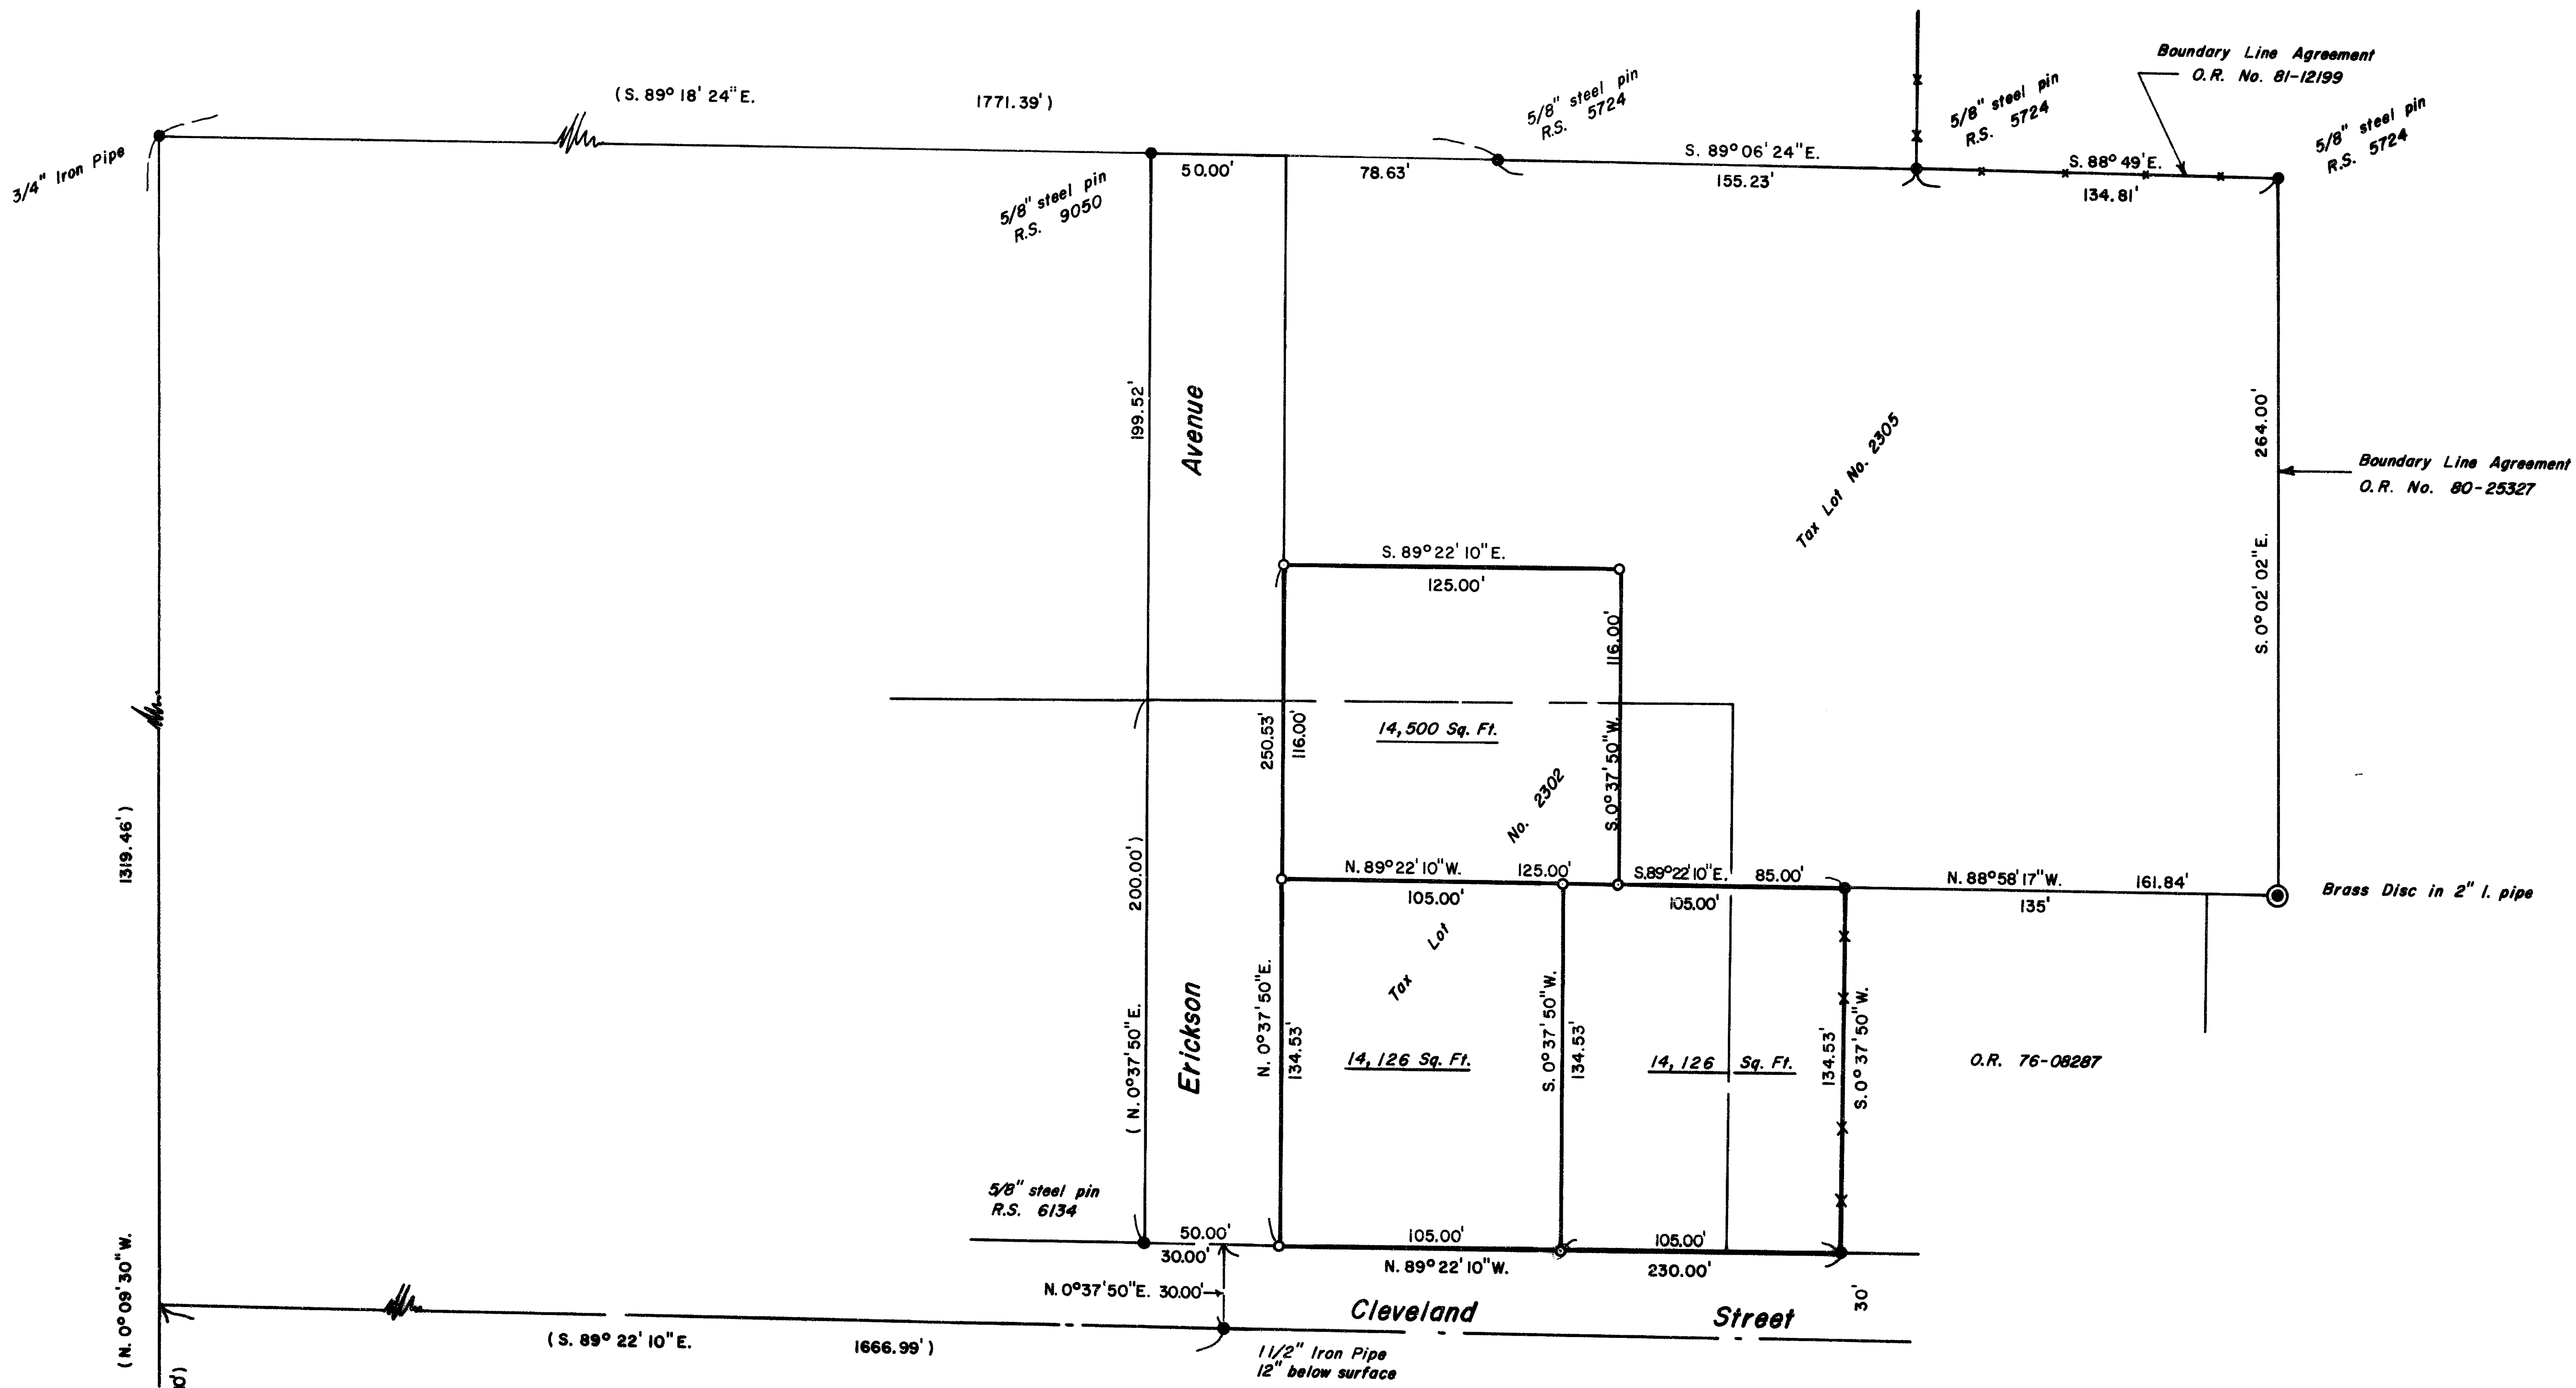 Boundary Line Agreement
O.R. No. 81-12199
(S. 89° 18' 24" E. 1771.39')
5/8" steel pin
R.S. 5724
5/8" steel pin
R.S. 5724
5/8" steel pin
R.S. 5724
3/4" Iron Pipe
5/8" steel pin
R.S. 9050
50.00'
78.63'
S. 89° 06' 24" E.
155.23'
S. 88° 49' E.
134.81'
199.52'
Avenue
Tax Lot No. 2305
264.00'
S. 0° 02' 02" E.
Boundary Line Agreement
O.R. No. 80-25327
S. 89° 22' 10" E.
125.00'
116.00'
S. 0° 37' 50" W.
250.53'
116.00'
14,500 Sq. Ft.
Tax Lot No. 2302
1319.46')
(N. 0° 09' 30" W.
200.00')
(N. 0° 37' 50" E.
N. 89° 22' 10" W. 125.00'
105.00'
S. 89° 22' 10" E. 85.00'
105.00'
N. 88° 58' 17" W. 161.84'
135'
Brass Disc in 2" I. pipe
Erickson
N. 0° 37' 50" E.
134.53'
14,126 Sq. Ft.
S. 0° 37' 50" W.
134.53'
14,126 Sq. Ft.
134.53'
S. 0° 37' 50" W.
O.R. 76-08287
5/8" steel pin
R.S. 6134
50.00'
30.00'
105.00'
N. 89° 22' 10" W.
105.00'
230.00'
N. 0° 37' 50" E. 30.00'
Cleveland Street
30'
(S. 89° 22' 10" E. 1666.99')
1 1/2" Iron Pipe
12" below surface